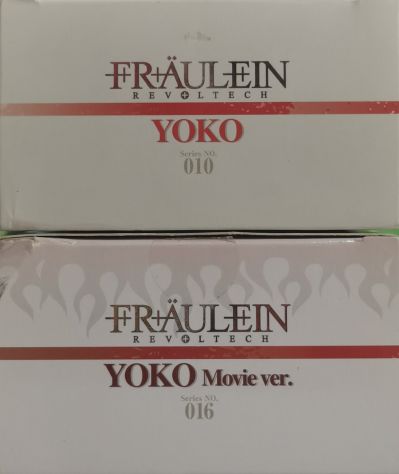 FRÄULEIN
REVOLTECH
YOKO
Series NO.
010
FRÄULEIN
REVOLTECH
YOKO Movie ver.
Series NO.
016